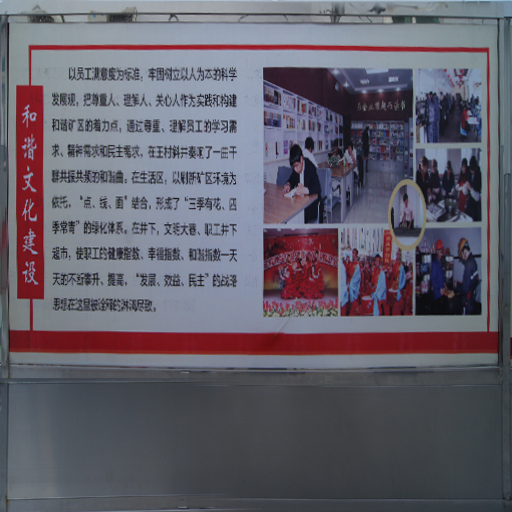 和谐文化建设
以员工满意度为标准，牢固树立以人为本的科学
发展观，把尊重人、理解人、关心人作为实践和构建
和谐矿区的着力点，通过尊重、理解员工的学习需
求、精神需求和民主需求，在王村斜井奏响了一曲干
群共振共频的和谐曲。在生活区，以刷新矿区环境为
依托，“点、线、面”结合，形成了“三季有花、四
季常青”的绿化体系。在井下，文明大巷、职工井下
超市，使职工的健康指数、幸福指数、和谐指数一天
天的不断攀升、提高，“发展、效益、民主”的战略
思想在这里被诠释的淋漓尽致。